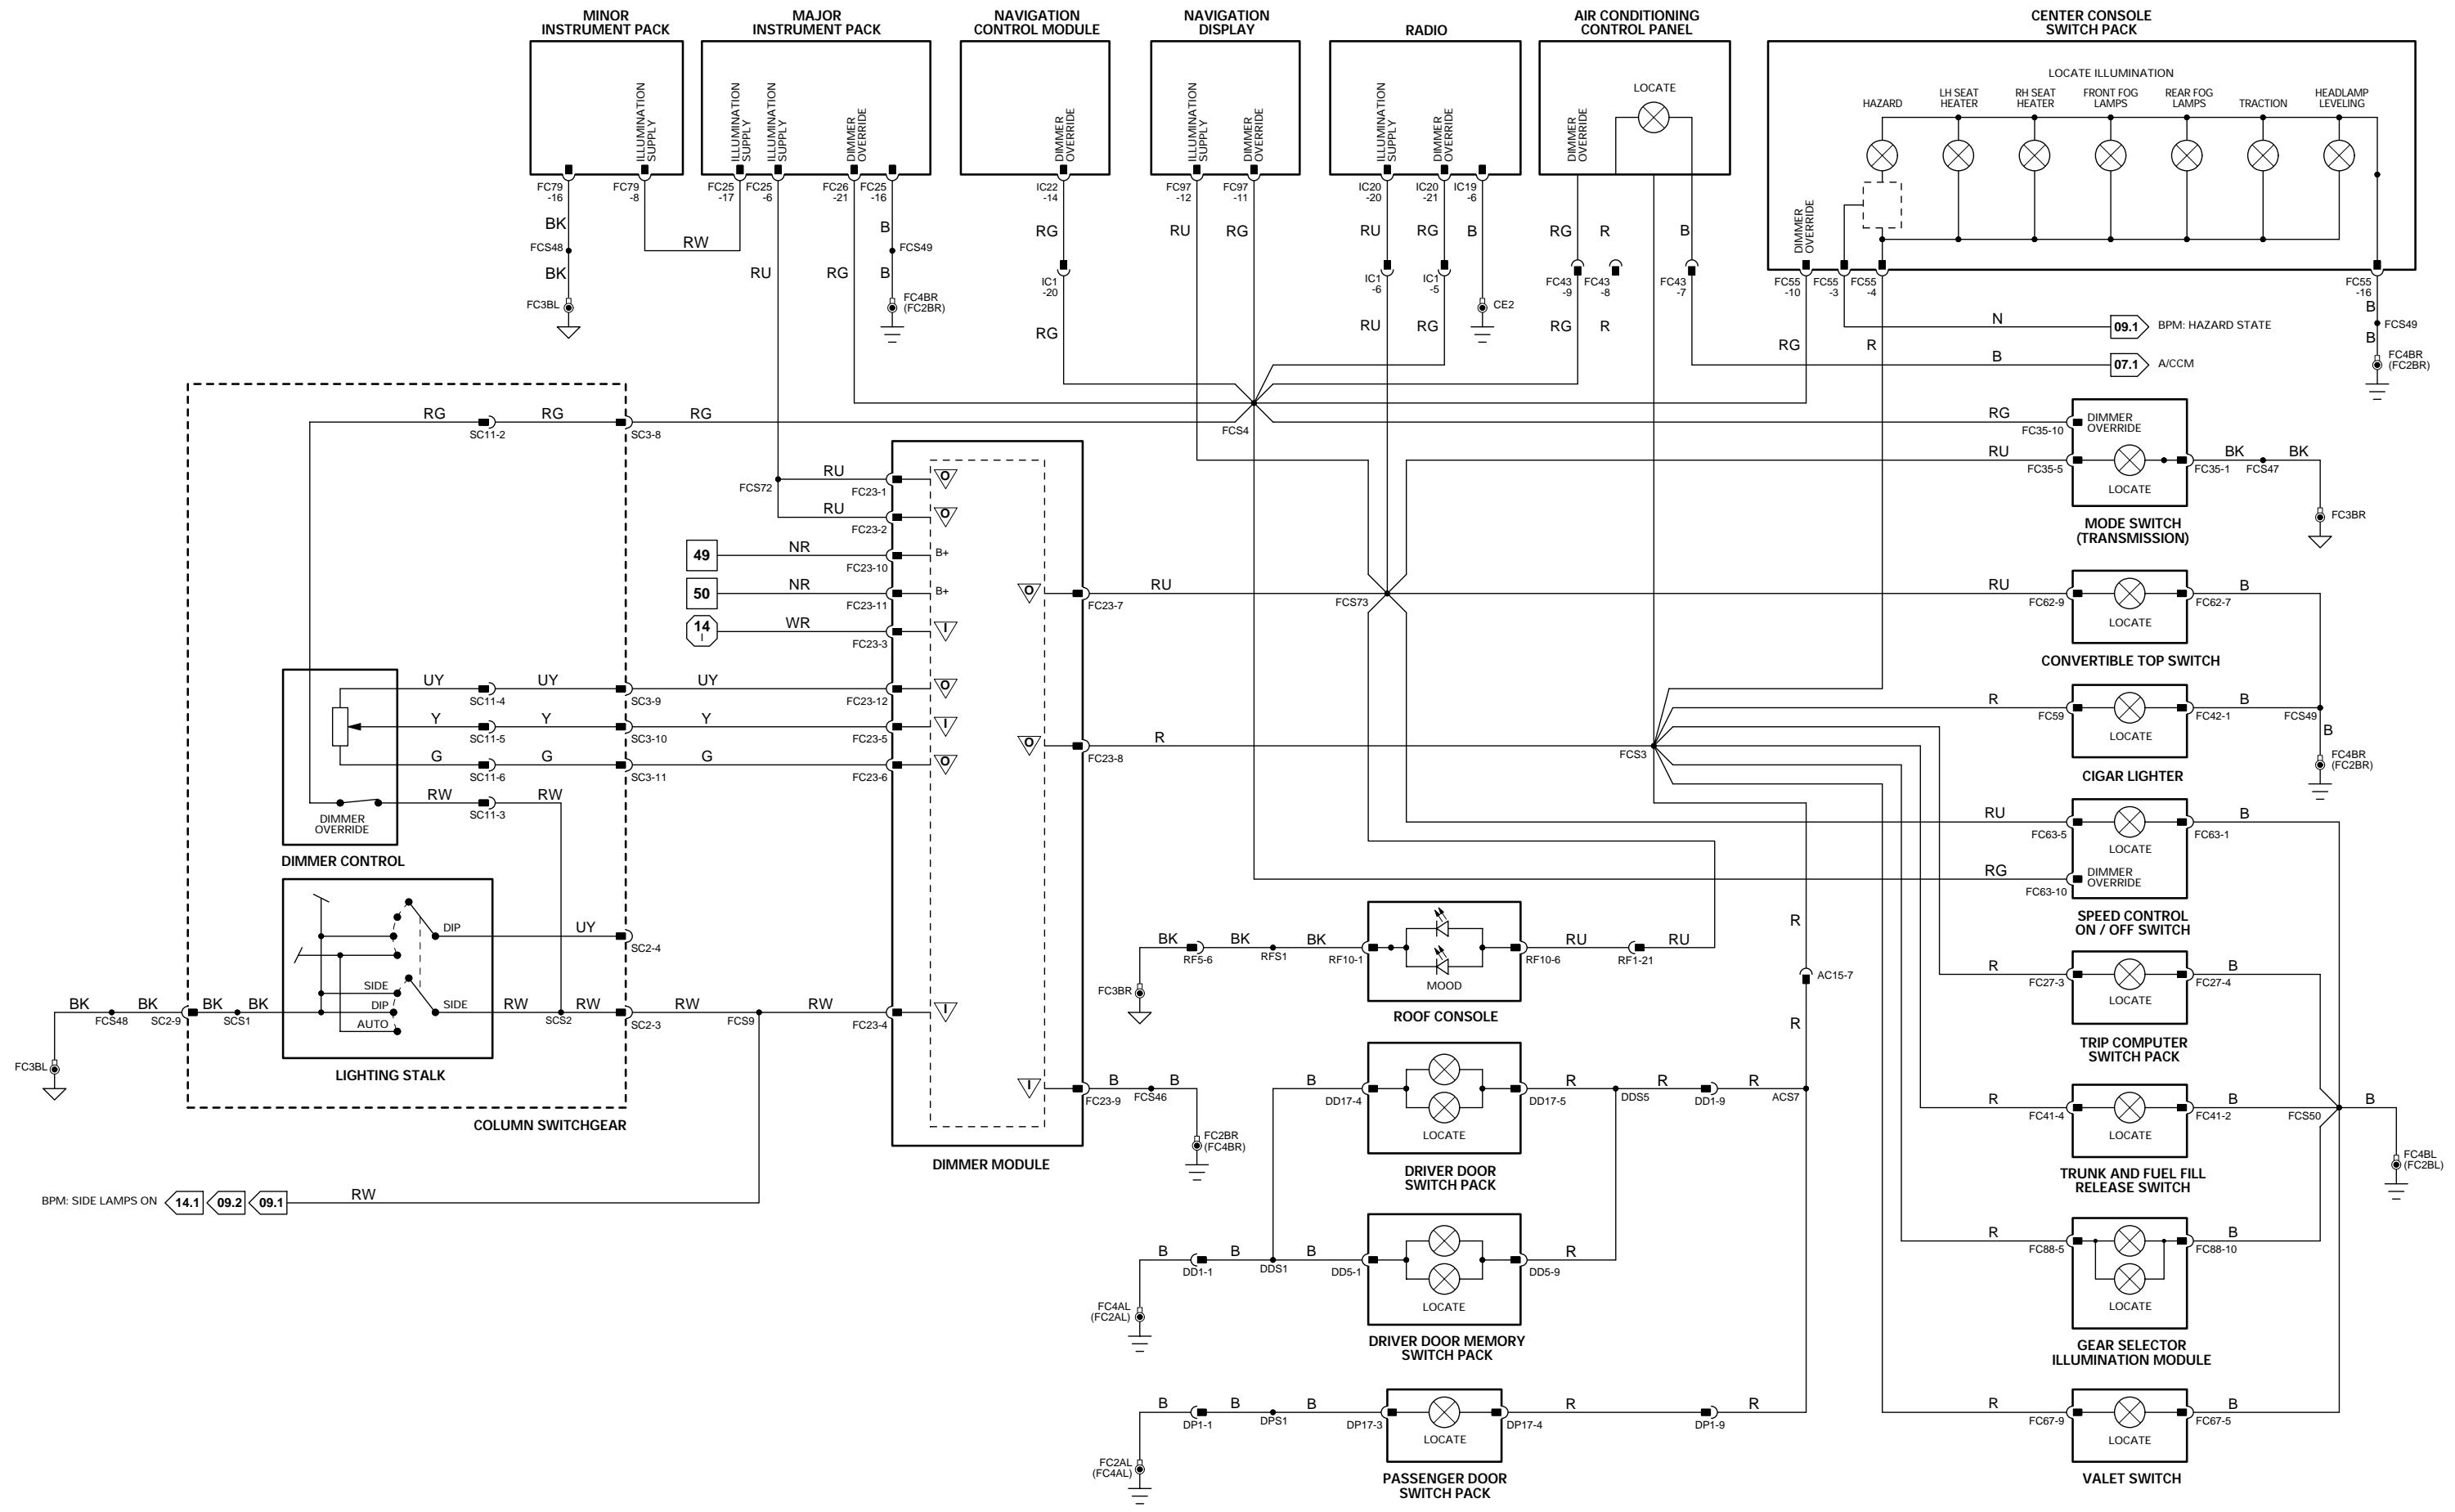 MINOR
INSTRUMENT PACK
MAJOR
INSTRUMENT PACK
NAVIGATION
CONTROL MODULE
NAVIGATION
DISPLAY
RADIO
AIR CONDITIONING
CONTROL PANEL
CENTER CONSOLE
SWITCH PACK
ILLUMINATION
SUPPLY
ILLUMINATION
SUPPLY
ILLUMINATION
SUPPLY
DIMMER
OVERRIDE
DIMMER
OVERRIDE
ILLUMINATION
SUPPLY
DIMMER
OVERRIDE
ILLUMINATION
SUPPLY
DIMMER
OVERRIDE
DIMMER
OVERRIDE
LOCATE
LOCATE ILLUMINATION
HAZARD
LH SEAT
HEATER
RH SEAT
HEATER
FRONT FOG
LAMPS
REAR FOG
LAMPS
TRACTION
HEADLAMP
LEVELING
DIMMER
OVERRIDE
FC79
-16
FC79
-8
FC25
-17
FC25
-6
FC26
-21
FC25
-16
IC22
-14
FC97
-12
FC97
-11
IC20
-20
IC20
-21
IC19
-6
BK
FCS48
BK
FC3BL
RW
RU
RG
B
FCS49
B
FC4BR
(FC2BR)
RG
IC1
-20
RG
RU
RG
RU
RG
B
IC1
-6
IC1
-5
RU
RG
CE2
RG
R
B
FC43
-9
FC43
-8
FC43
-7
RG
R
FC55
-10
FC55
-3
FC55
-4
FC55
-16
RG
R
N
09.1
BPM: HAZARD STATE
B
07.1
A/CCM
B
FCS49
B
FC4BR
(FC2BR)
RG
SC11-2
RG
SC3-8
RG
FCS4
RG
FC35-10
DIMMER
OVERRIDE
RU
FC35-5
LOCATE
FC35-1
BK
FCS47
BK
FC3BR
MODE SWITCH
(TRANSMISSION)
FCS72
RU
FC23-1
O
RU
FC23-2
O
49
NR
FC23-10
B+
50
NR
FC23-11
B+
14
I
WR
FC23-3
I
O
FC23-7
RU
FCS73
RU
FC62-9
LOCATE
FC62-7
B
CONVERTIBLE TOP SWITCH
UY
SC11-4
UY
SC3-9
UY
FC23-12
O
Y
SC11-5
Y
SC3-10
Y
FC23-5
I
G
SC11-6
G
SC3-11
G
FC23-6
O
O
FC23-8
R
FCS3
R
FC59
LOCATE
FC42-1
B
FCS49
B
FC4BR
(FC2BR)
CIGAR LIGHTER
RW
SC11-3
RW
DIMMER
OVERRIDE
DIMMER CONTROL
RU
FC63-5
LOCATE
FC63-1
B
RG
FC63-10
DIMMER
OVERRIDE
SPEED CONTROL
ON / OFF SWITCH
DIP
UY
SC2-4
SIDE
DIP
AUTO
SIDE
BK
FCS48
BK
SC2-9
BK
SCS1
BK
FC3BL
RW
SCS2
RW
SC2-3
RW
FCS9
RW
FC23-4
I
LIGHTING STALK
COLUMN SWITCHGEAR
BPM: SIDE LAMPS ON
14.1
09.2
09.1
RW
I
FC23-9
B
FCS46
B
FC2BR
(FC4BR)
DIMMER MODULE
BK
RF5-6
BK
RFS1
BK
RF10-1
MOOD
RF10-6
RU
RF1-21
RU
FC3BR
ROOF CONSOLE
R
AC15-7
R
R
FC27-3
LOCATE
FC27-4
B
TRIP COMPUTER
SWITCH PACK
B
DD17-4
LOCATE
DD17-5
R
DDS5
R
DD1-9
R
ACS7
DRIVER DOOR
SWITCH PACK
R
FC41-4
LOCATE
FC41-2
B
FCS50
B
FC4BL
(FC2BL)
TRUNK AND FUEL FILL
RELEASE SWITCH
B
DD1-1
B
DDS1
B
DD5-1
LOCATE
DD5-9
R
FC4AL
(FC2AL)
DRIVER DOOR MEMORY
SWITCH PACK
R
FC88-5
LOCATE
FC88-10
B
GEAR SELECTOR
ILLUMINATION MODULE
B
DP1-1
B
DPS1
B
DP17-3
LOCATE
DP17-4
R
DP1-9
R
FC2AL
(FC4AL)
PASSENGER DOOR
SWITCH PACK
R
FC67-9
LOCATE
FC67-5
B
VALET SWITCH